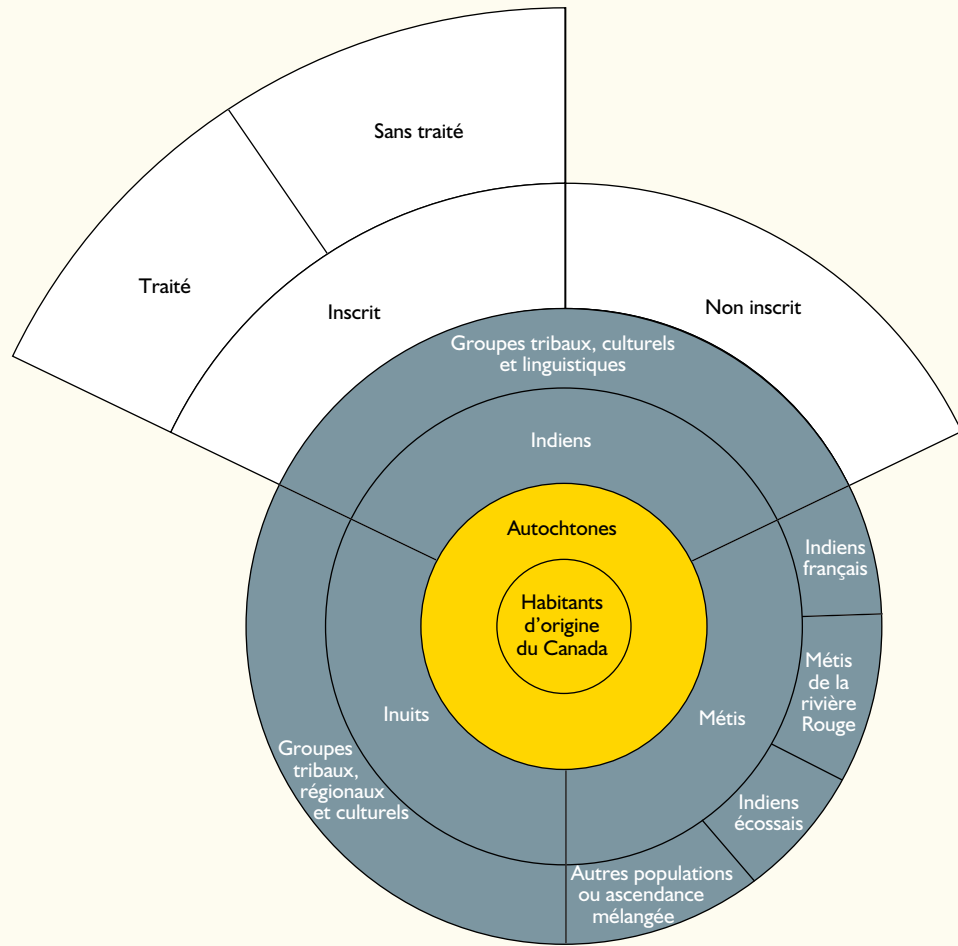 Sans traité
Traité
Inscrit
Non inscrit
Groupes tribaux, culturels
et linguistiques
Indiens
Autochtones
Habitants
d’origine
du Canada
Indiens
français
Métis
de la
rivière
Rouge
Inuits
Métis
Groupes
tribaux,
régionaux
et culturels
Indiens
écossais
Autres populations
ou ascendance
mélangée